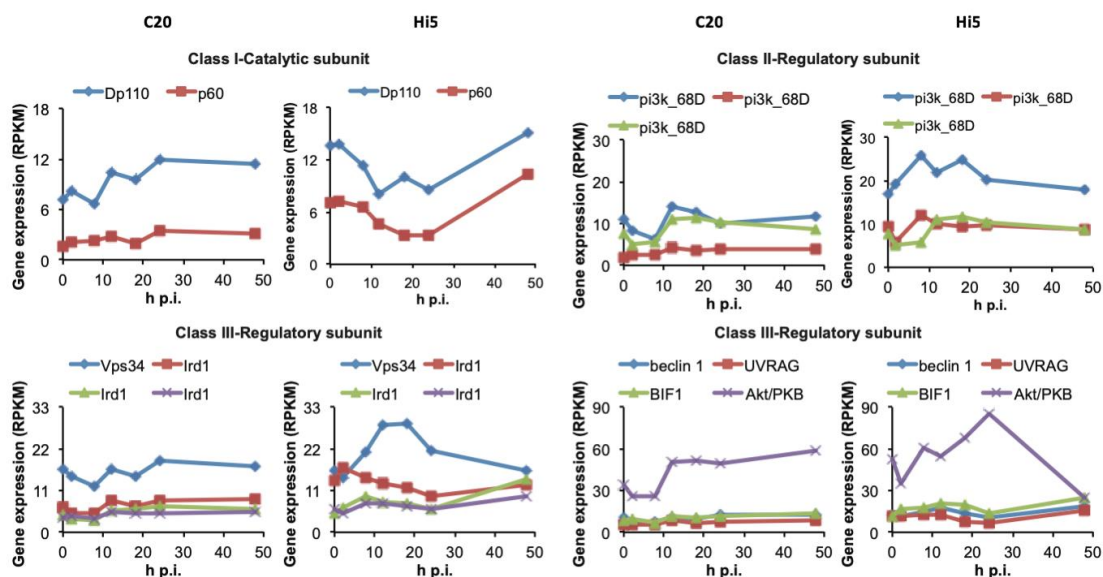 C20
Hi5
C20
Hi5
Class I-Catalytic subunit
Class II-Regulatory subunit
Dp110 p60
Gene expression (RPKM)
18
12
6
0
0 10 20 30 40 50
h p.i.
Dp110 p60
Gene expression (RPKM)
18
12
6
0
0 10 20 30 40 50
h p.i.
pi3k_68D pi3k_68D
pi3k_68D
Gene expression (RPKM)
30
20
10
0
0 10 20 30 40 50
h p.i.
pi3k_68D pi3k_68D
pi3k_68D
Gene expression (RPKM)
30
20
10
0
0 10 20 30 40 50
h p.i.
Class III-Regulatory subunit
Class III-Regulatory subunit
Vps34 Ird1
Ird1 Ird1
Gene expression (RPKM)
33
22
11
0
0 10 20 30 40 50
h p.i.
Vps34 Ird1
Ird1 Ird1
Gene expression (RPKM)
33
22
11
0
0 10 20 30 40 50
h p.i.
beclin 1 UVRAG
BIF1 Akt/PKB
Gene expression (RPKM)
90
60
30
0
0 10 20 30 40 50
h p.i.
beclin 1 UVRAG
BIF1 Akt/PKB
Gene expression (RPKM)
90
60
30
0
0 10 20 30 40 50
h p.i.